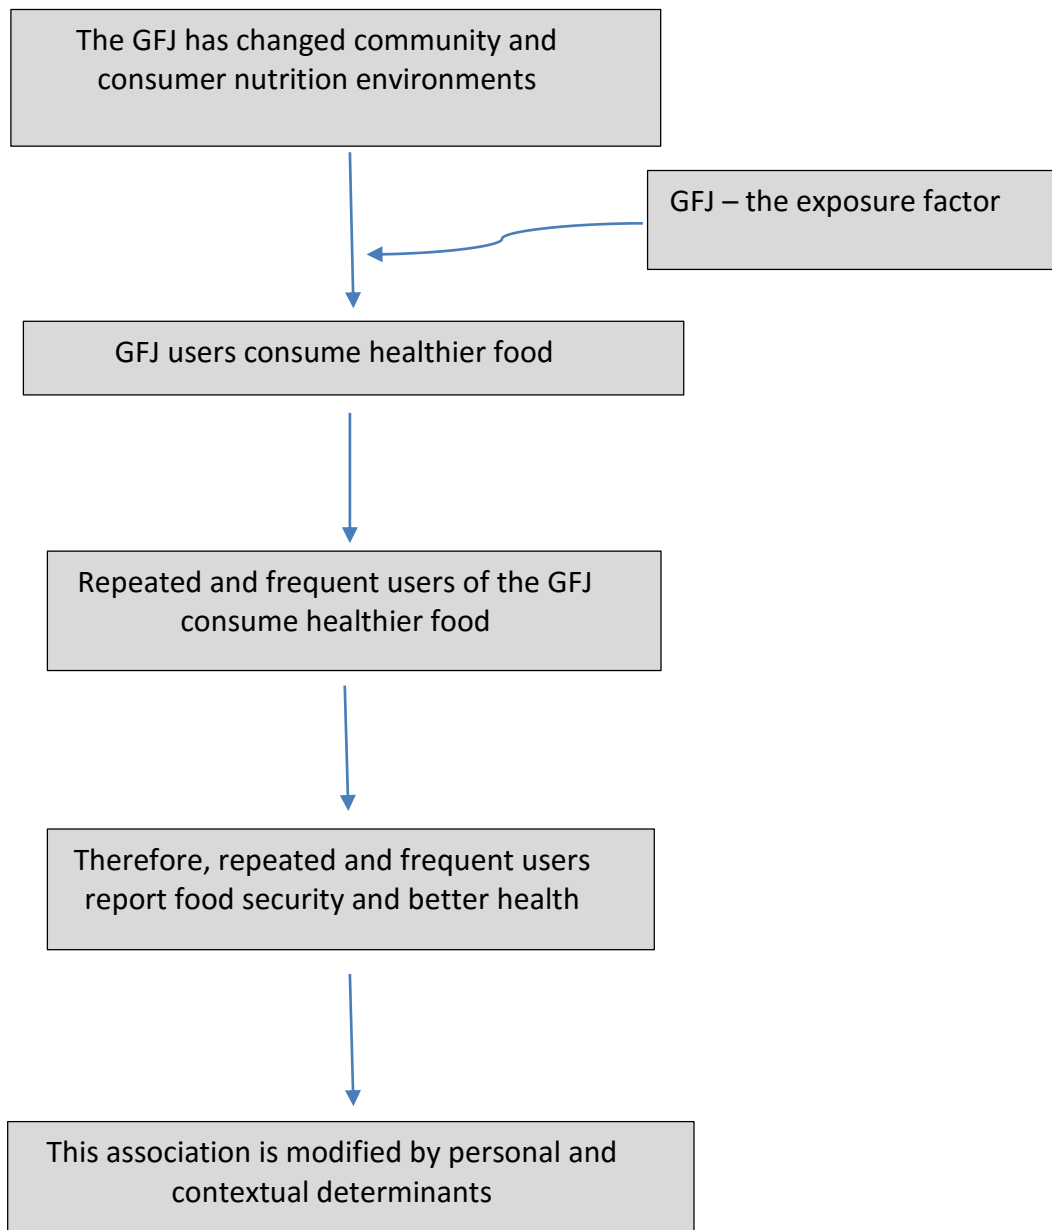 The GFJ has changed community and
consumer nutrition environments
GFJ – the exposure factor
GFJ users consume healthier food
Repeated and frequent users of the GFJ
consume healthier food
Therefore, repeated and frequent users
report food security and better health
This association is modified by personal and
contextual determinants